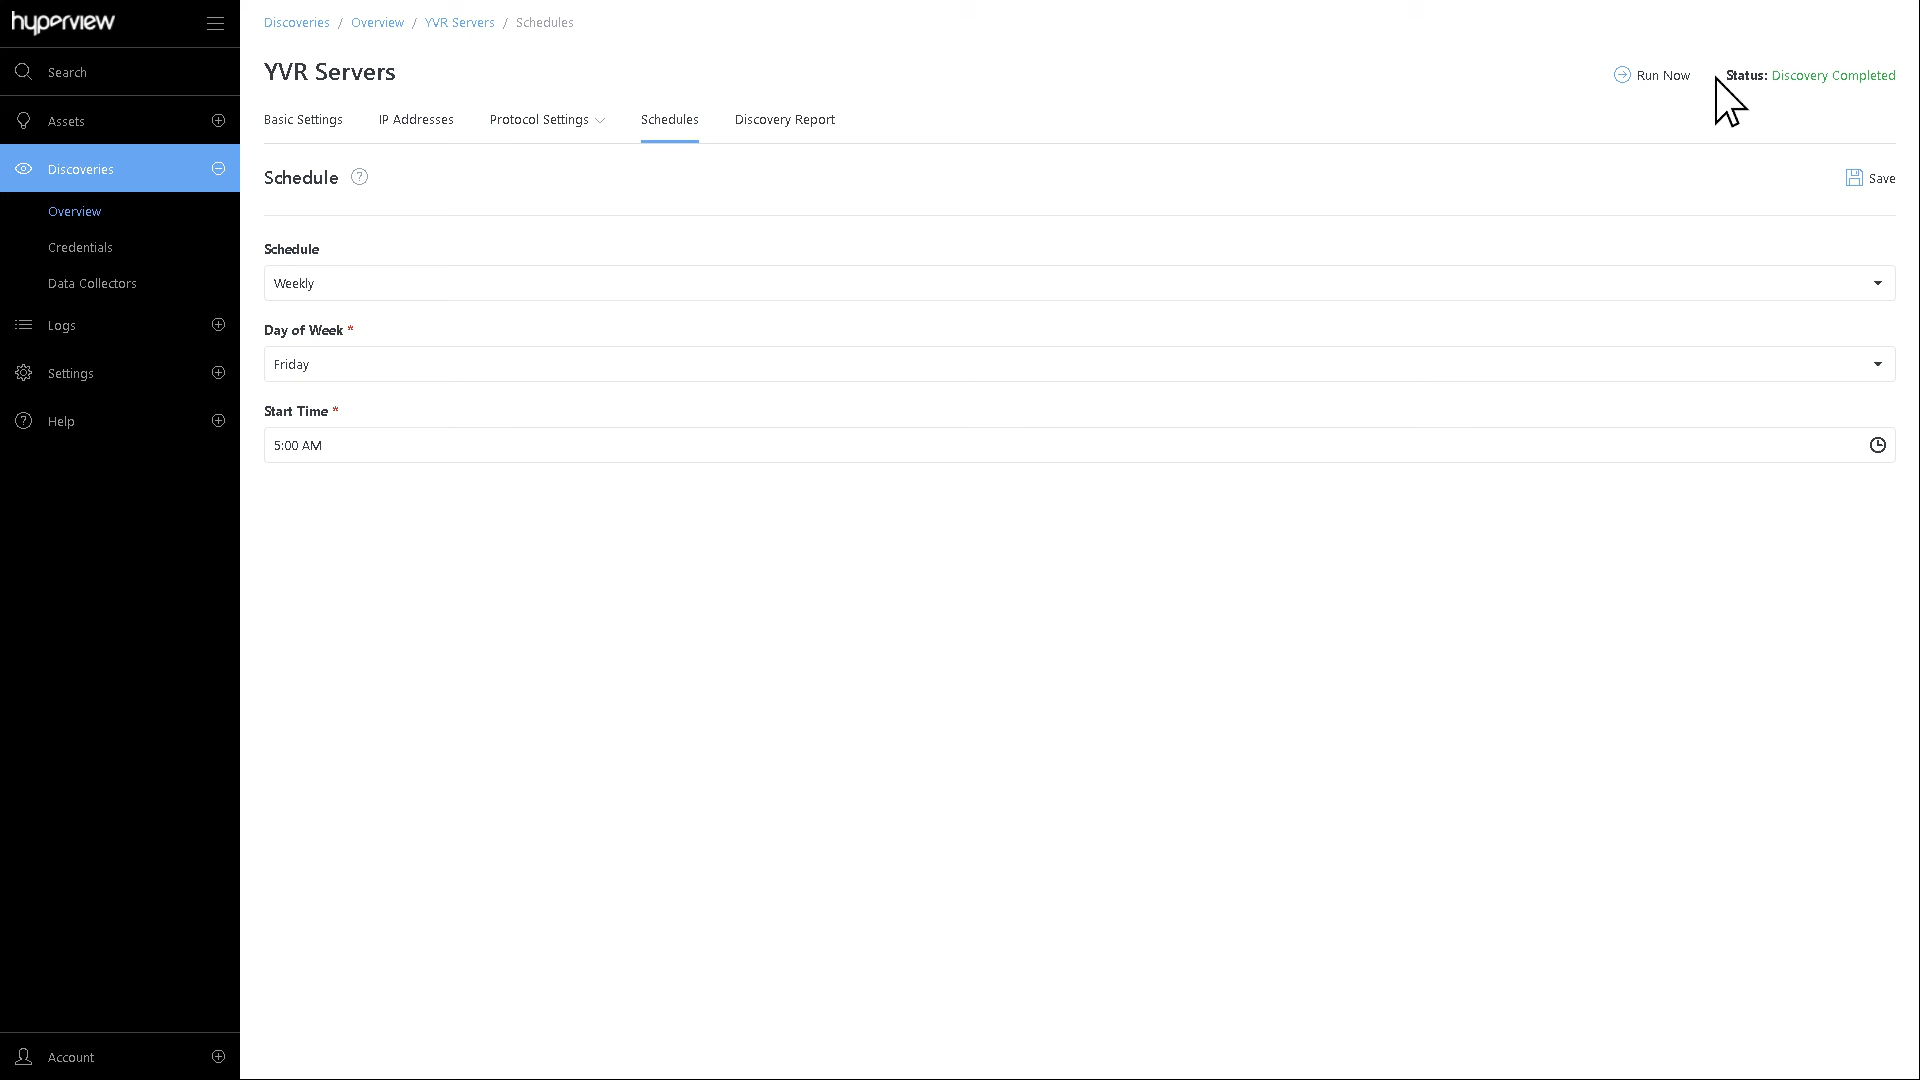 hyperview
Search
Assets
Discoveries
Overview
Credentials
Data Collectors
Logs
Settings
Help
Account
Discoveries / Overview / YVR Servers / Schedules
YVR Servers
Run Now
Status: Discovery Completed
Basic Settings
IP Addresses
Protocol Settings
Schedules
Discovery Report
Schedule ?
Save
Schedule
Weekly
Day of Week *
Friday
Start Time *
5:00 AM